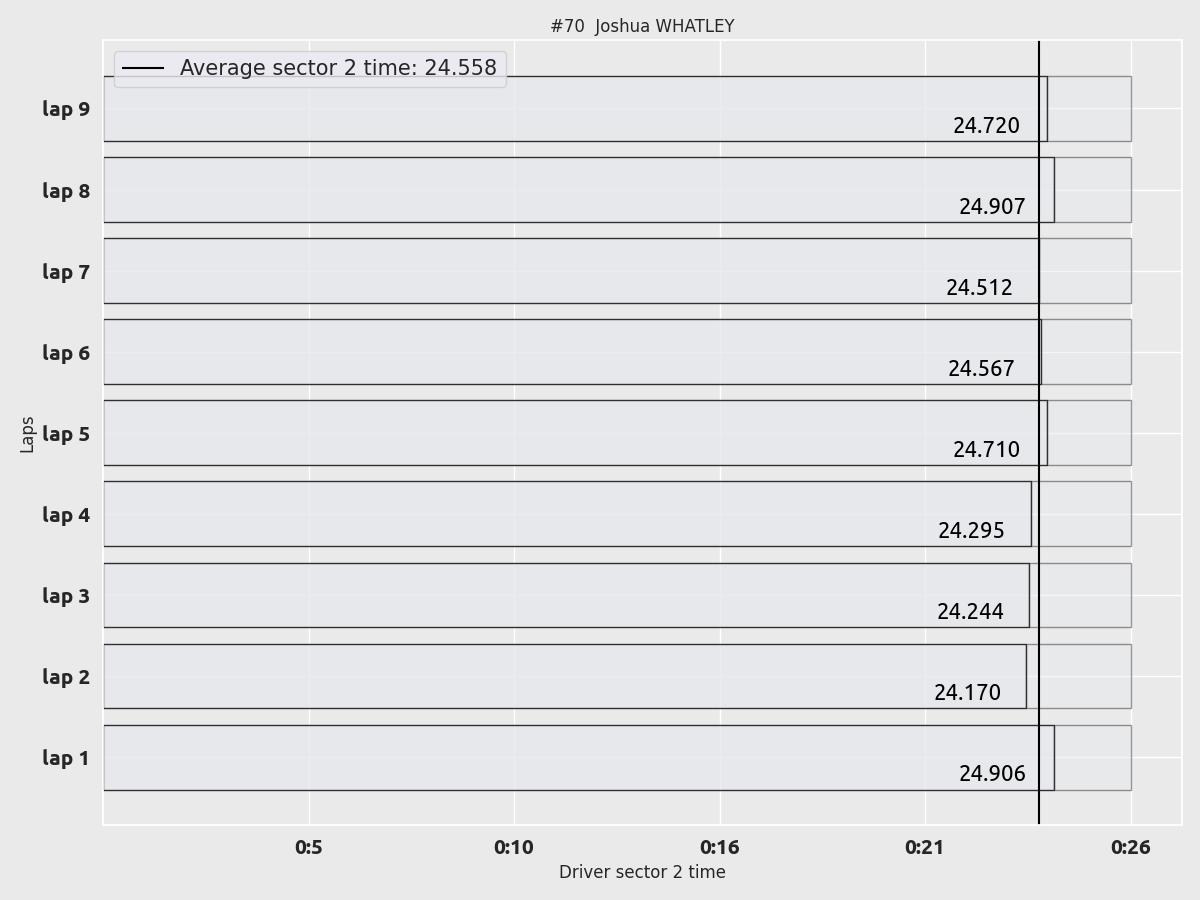 #70  Joshua WHATLEY
Average sector 2 time: 24.558
lap 9
24.720
lap 8
24.907
lap 7
24.512
lap 6
24.567
Laps
lap 5
24.710
lap 4
24.295
lap 3
24.244
lap 2
24.170
lap 1
24.906
0:5 0:10 0:16 0:21 0:26
Driver sector 2 time